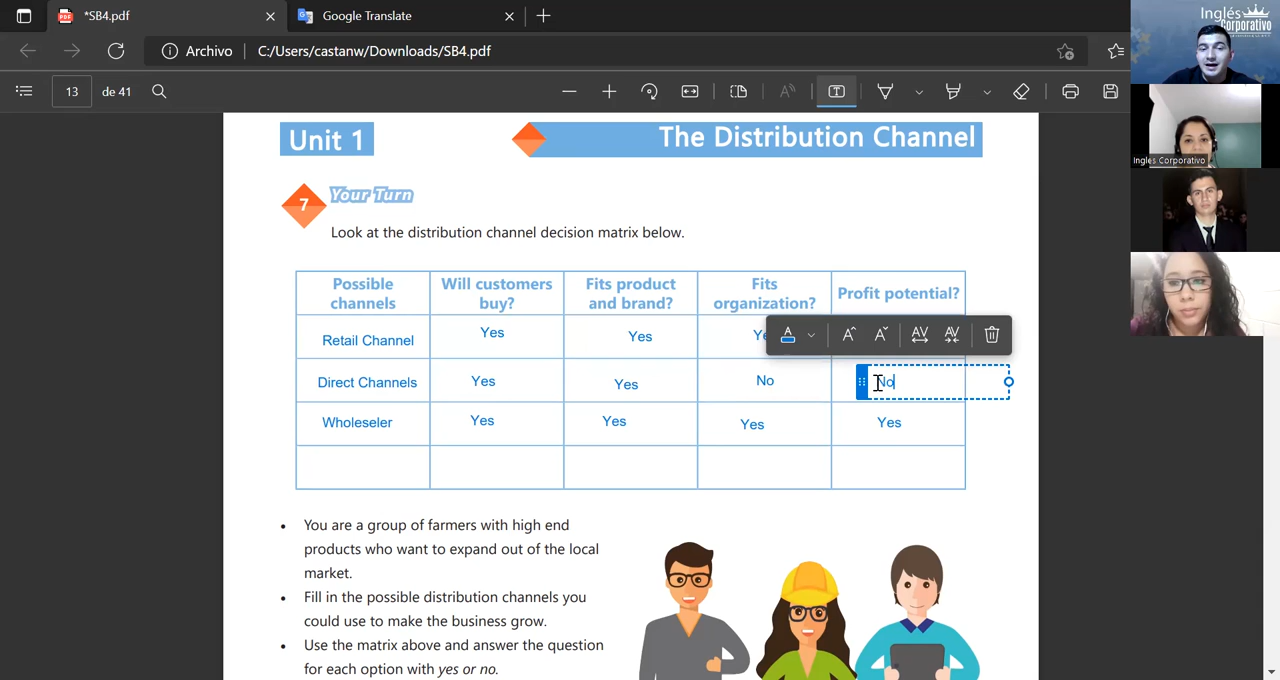 *SB4.pdf
Google Translate
Archivo
C:/Users/castanw/Downloads/SB4.pdf
13 de 41
Inglés
Corporativo
Ingles Corporativo
Unit 1
The Distribution Channel
7
Your Turn
Look at the distribution channel decision matrix below.
Possible channels
Will customers buy?
Fits product and brand?
Fits organization?
Profit potential?
Retail Channel
Yes
Yes
Direct Channels
Yes
Yes
No
No
Wholeseler
Yes
Yes
Yes
Yes
• You are a group of farmers with high end
products who want to expand out of the local
market.
• Fill in the possible distribution channels you
could use to make the business grow.
• Use the matrix above and answer the question
for each option with yes or no.